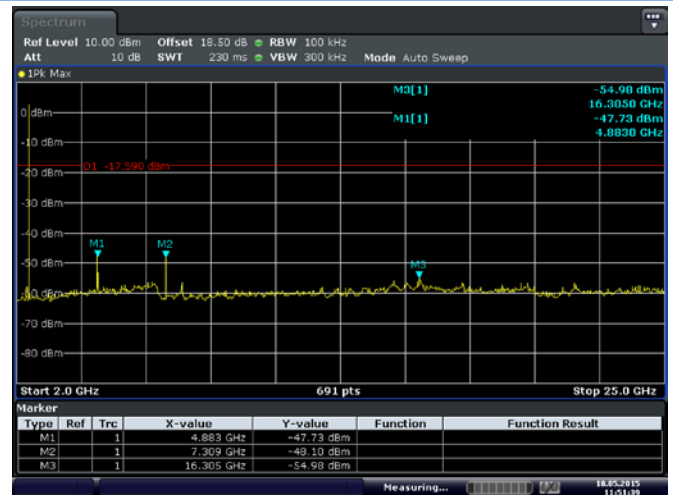 Spectrum
Ref Level 10.00 dBm Offset 18.50 dB RBW 100 kHz
Att 10 dB SWT 230 ms VBW 300 kHz Mode Auto Sweep
1Pk Max
M3[1] -54.98 dBm
16.3050 GHz
0 dBm
M1[1] -47.73 dBm
4.8830 GHz
-10 dBm
D1 -17.590 dBm
-20 dBm
-30 dBm
-40 dBm
M1 M2
-50 dBm
M3
-60 dBm
-70 dBm
-80 dBm
Start 2.0 GHz 691 pts Stop 25.0 GHz
Marker
Type Ref Trc X-value Y-value Function Function Result
M1 1 4.883 GHz -47.73 dBm
M2 1 7.309 GHz -48.10 dBm
M3 1 16.305 GHz -54.98 dBm
Measuring... 18.05.2015
11:51:39